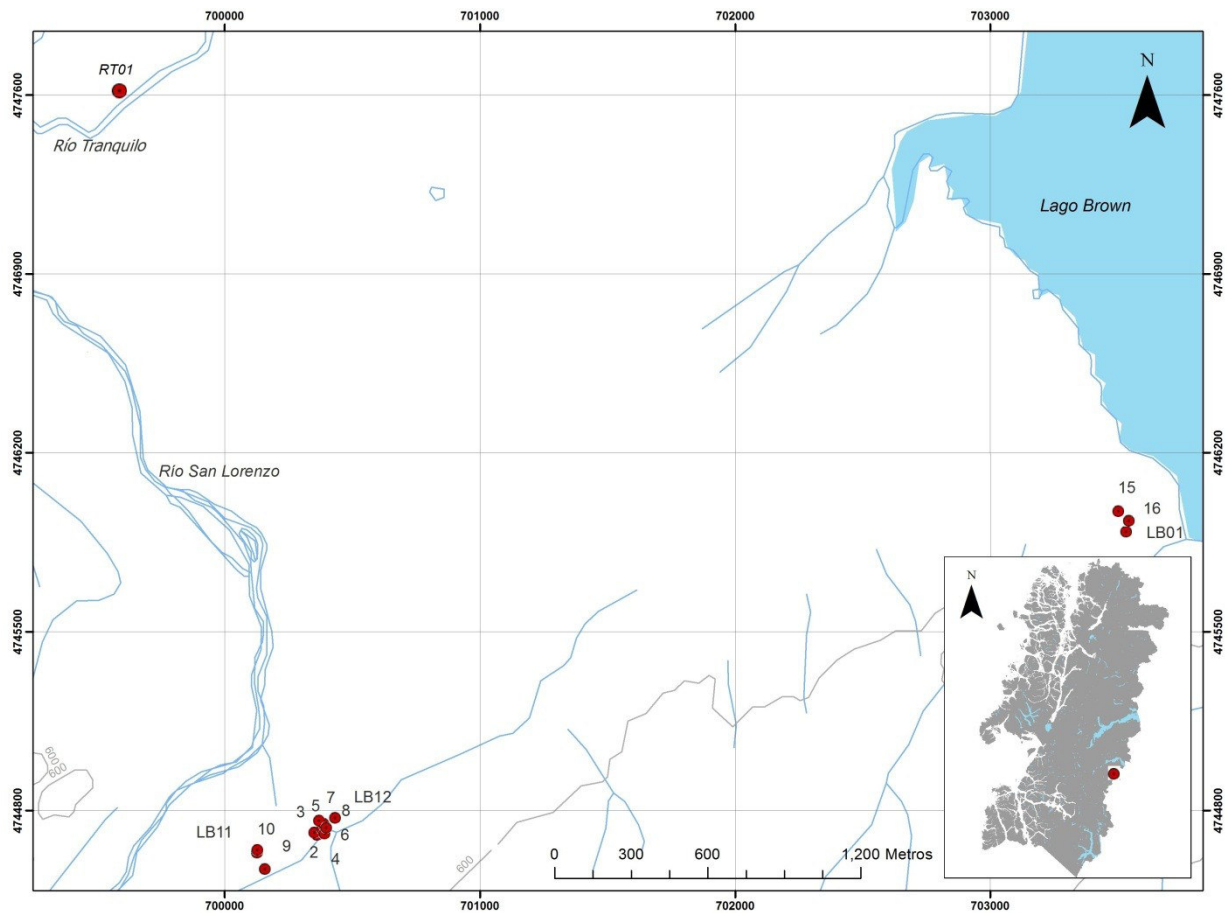 700000 701000 702000 703000
N
RT01
4747600 4747600
Río Tranquilo
Lago Brown
4746900 4746900
4746200 4746200
Río San Lorenzo
15
16
LB01
N
4745500 4745500
600
600
7 LB12
3 5 8
4744800 4744800
LB11 10 6
9 2 4
600
0 300 600 1,200 Metros
700000 701000 702000 703000